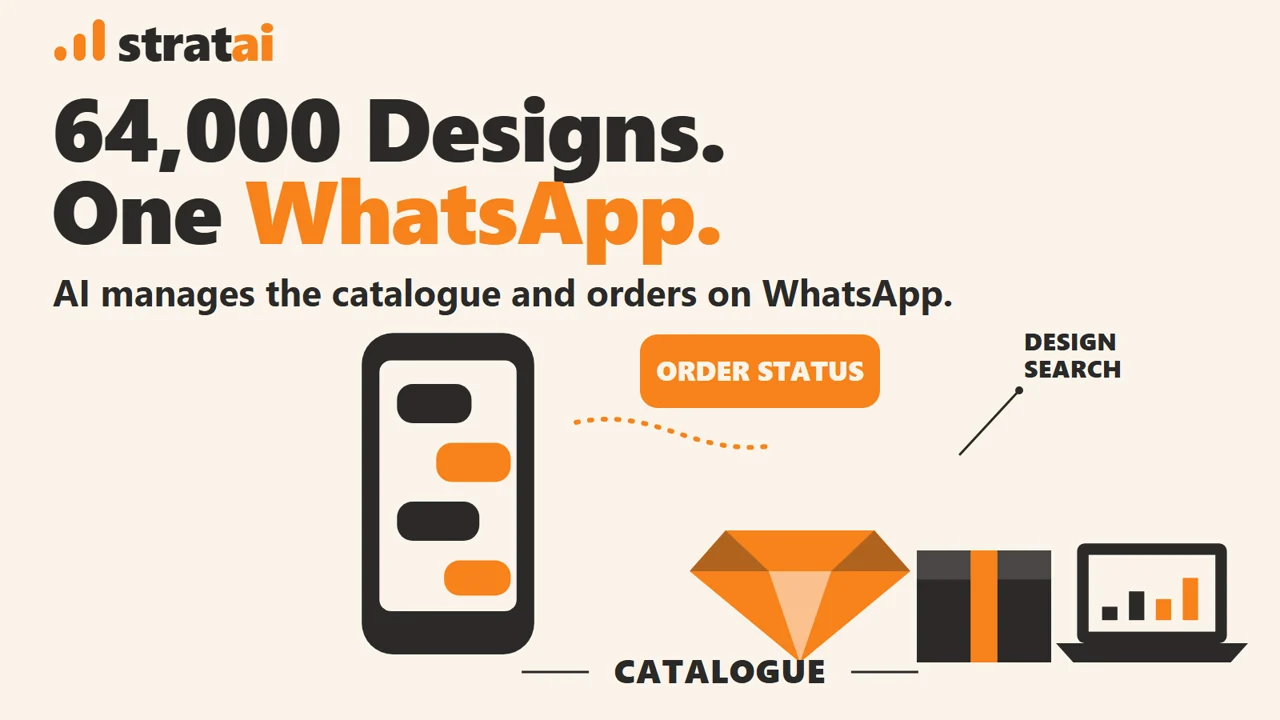 stratai
64,000 Designs.
One WhatsApp.
AI manages the catalogue and orders on WhatsApp.
ORDER STATUS
DESIGN
SEARCH
CATALOGUE